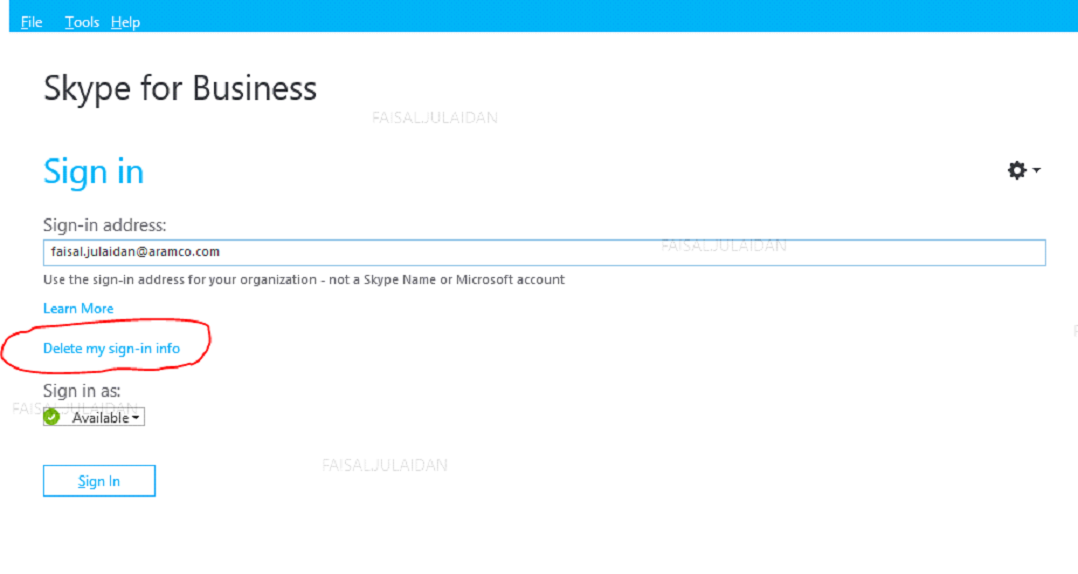 File Tools Help
Skype for Business
FAISALJULAIDAN
Sign in
Sign-in address:
faisal.julaidan@aramco.com
FAISALJULAIDAN
Use the sign-in address for your organization - not a Skype Name or Microsoft account
Learn More
Delete my sign-in info
Sign in as:
FAISALJULAIDAN
Available
FAISALJULAIDAN
Sign In